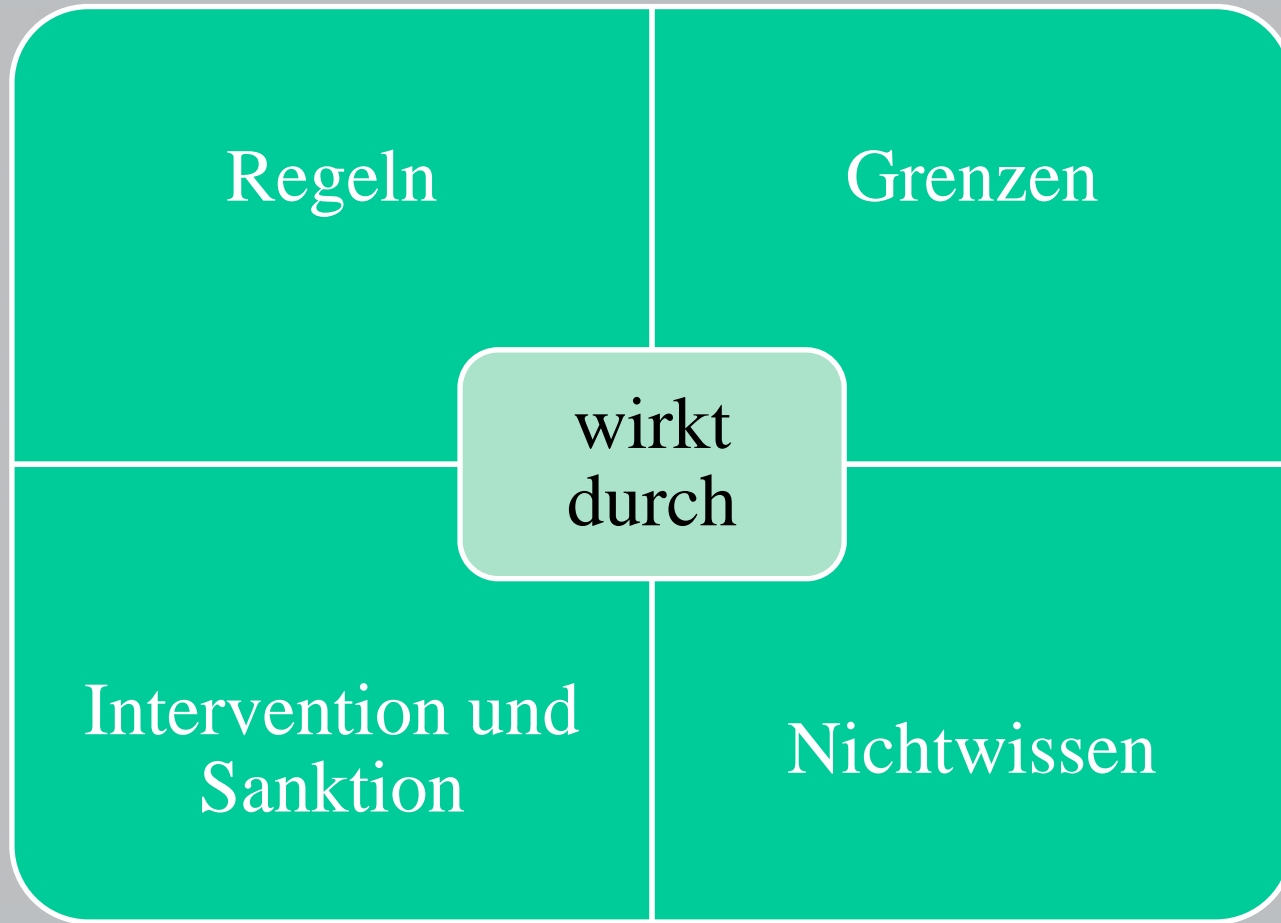 Regeln
Grenzen
wirkt
durch
Intervention und
Sanktion
Nichtwissen